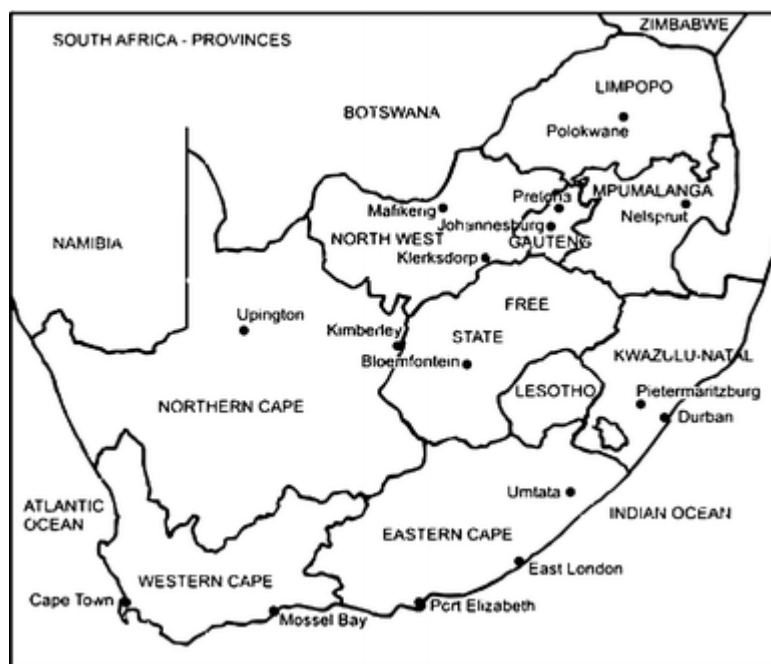 ZIMBABWE
SOUTH AFRICA - PROVINCES
LIMPOPO
BOTSWANA
Polokwane
MPUMALANGA
Pretoria
Mafikeng
Nelspruit
Johannesburg
NORTH WEST
GAUTENG
NAMIBIA
Klerksdorp
FREE
STATE
Upington
Kimberley
Bloemfontein
KWAZULU-NATAL
LESOTHO
Pietermaritzburg
NORTHERN CAPE
Durban
Umtata
ATLANTIC
OCEAN
INDIAN OCEAN
EASTERN CAPE
East London
WESTERN CAPE
Cape Town
Port Elizabeth
Mossel Bay